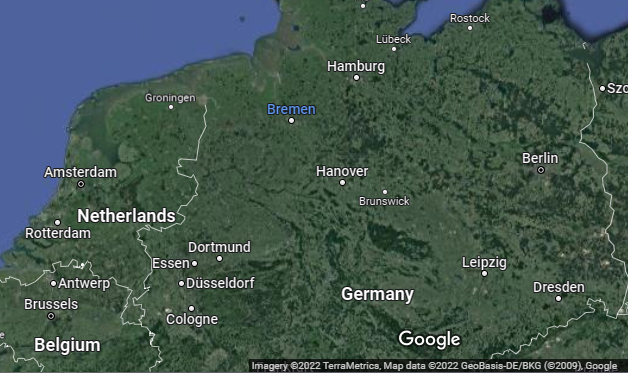 Rostock
Lübeck
Hamburg
Groningen
Bremen
Szc
Berlin
Amsterdam
Hanover
Brunswick
Netherlands
Rotterdam
Dortmund
Essen
Leipzig
Antwerp
Düsseldorf
Dresden
Germany
Brussels
Cologne
Google
Belgium
Imagery ©2022 TerraMetrics, Map data ©2022 GeoBasis-DE/BKG (©2009), Google